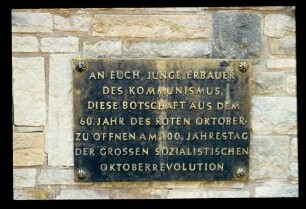 AN EUCH, JUNGE ERBAUER
DES KOMMUNISMUS,
DIESE BOTSCHAFT AUS DEM
60. JAHR DES ROTEN OKTOBER-
ZU ÖFFNEN AM 100. JAHRESTAG
DER GROSSEN SOZIALISTISCHEN
OKTOBERREVOLUTION